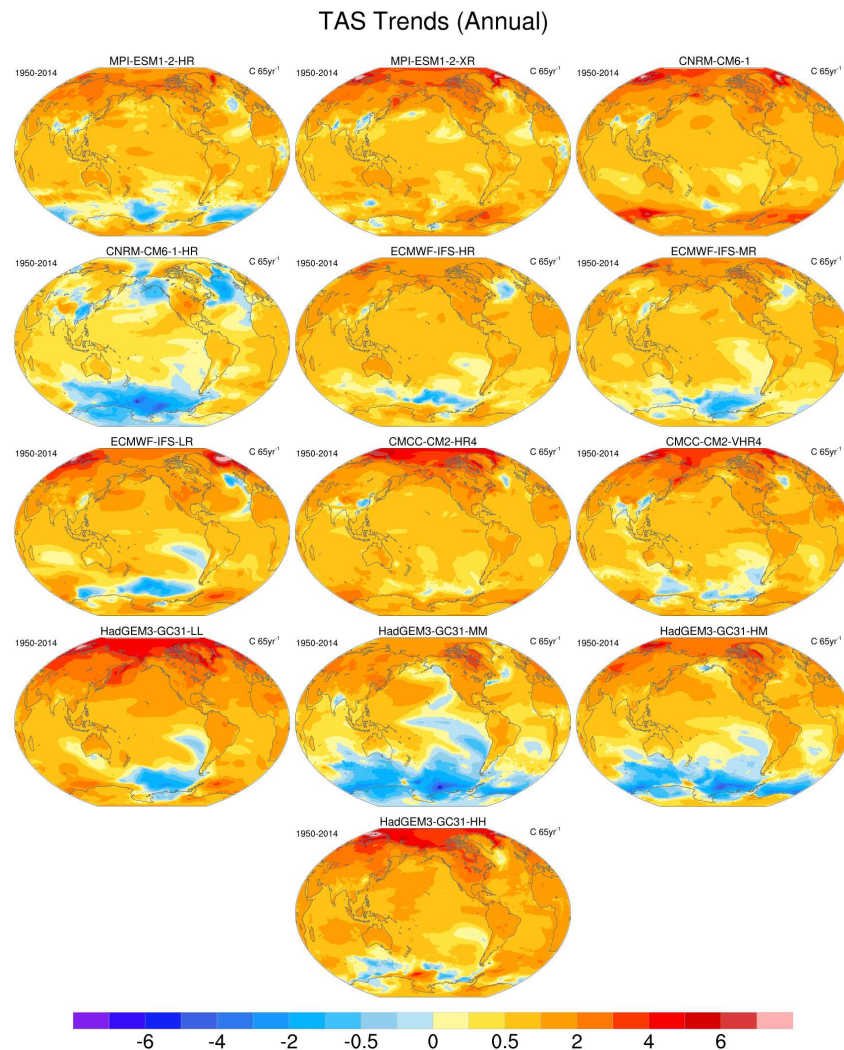 TAS Trends (Annual)
MPI-ESM1-2-HR
1950-2014 C 65yr-1
MPI-ESM1-2-XR
1950-2014 C 65yr-1
CNRM-CM6-1
1950-2014 C 65yr-1
CNRM-CM6-1-HR
1950-2014 C 65yr-1
ECMWF-IFS-HR
1950-2014 C 65yr-1
ECMWF-IFS-MR
1950-2014 C 65yr-1
ECMWF-IFS-LR
1950-2014 C 65yr-1
CMCC-CM2-HR4
1950-2014 C 65yr-1
CMCC-CM2-VHR4
1950-2014 C 65yr-1
HadGEM3-GC31-LL
1950-2014 C 65yr-1
HadGEM3-GC31-MM
1950-2014 C 65yr-1
HadGEM3-GC31-HM
1950-2014 C 65yr-1
HadGEM3-GC31-HH
1950-2014 C 65yr-1
-6 -4 -2 -0.5 0 0.5 2 4 6